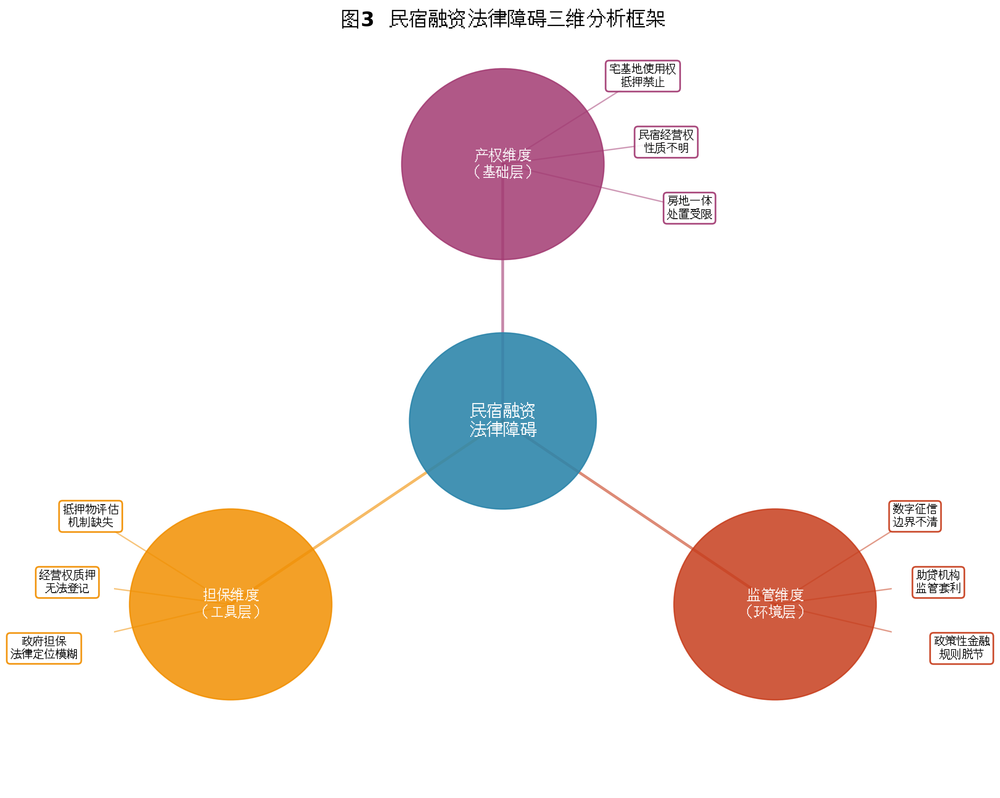 图3 民宿融资法律障碍三维分析框架
宅基地使用权
抵押禁止
民宿经营权
性质不明
产权维度
（基础层）
房地一体
处置受限
民宿融资
法律障碍
抵押物评估
机制缺失
经营权质押
无法登记
政府担保
法律定位模糊
担保维度
（工具层）
数字征信
边界不清
助贷机构
监管套利
监管维度
（环境层）
政策性金融
规则脱节